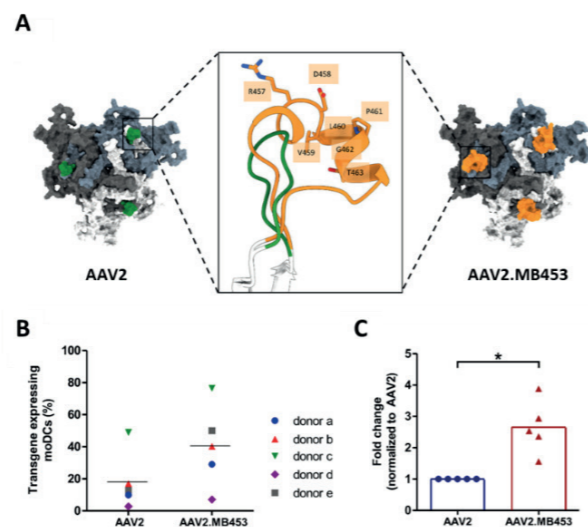 A
R457
D458
P461
L460
V459
G462
T463
AAV2
AAV2.MB453
B
Transgene expressing
moDCs (%)
100
80
60
40
20
0
AAV2
AAV2.MB453
donor a
donor b
donor c
donor d
donor e
C
Fold change
(normalized to AAV2)
5
4
3
2
1
0
*
AAV2
AAV2.MB453